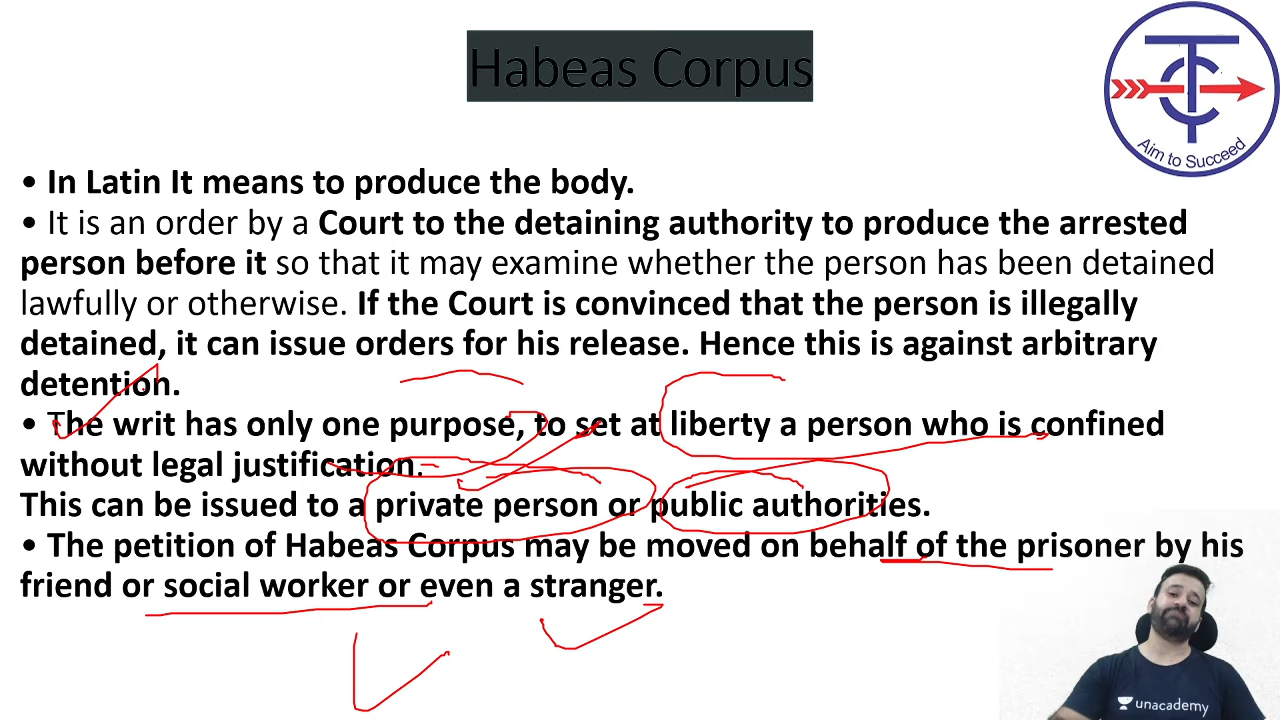 Habeas Corpus
Aim to Succeed
• In Latin It means to produce the body.
• It is an order by a Court to the detaining authority to produce the arrested
person before it so that it may examine whether the person has been detained
lawfully or otherwise. If the Court is convinced that the person is illegally
detained, it can issue orders for his release. Hence this is against arbitrary
detention.
• The writ has only one purpose, to set at liberty a person who is confined
without legal justification.
This can be issued to a private person or public authorities.
• The petition of Habeas Corpus may be moved on behalf of the prisoner by his
friend or social worker or even a stranger.
unacademy